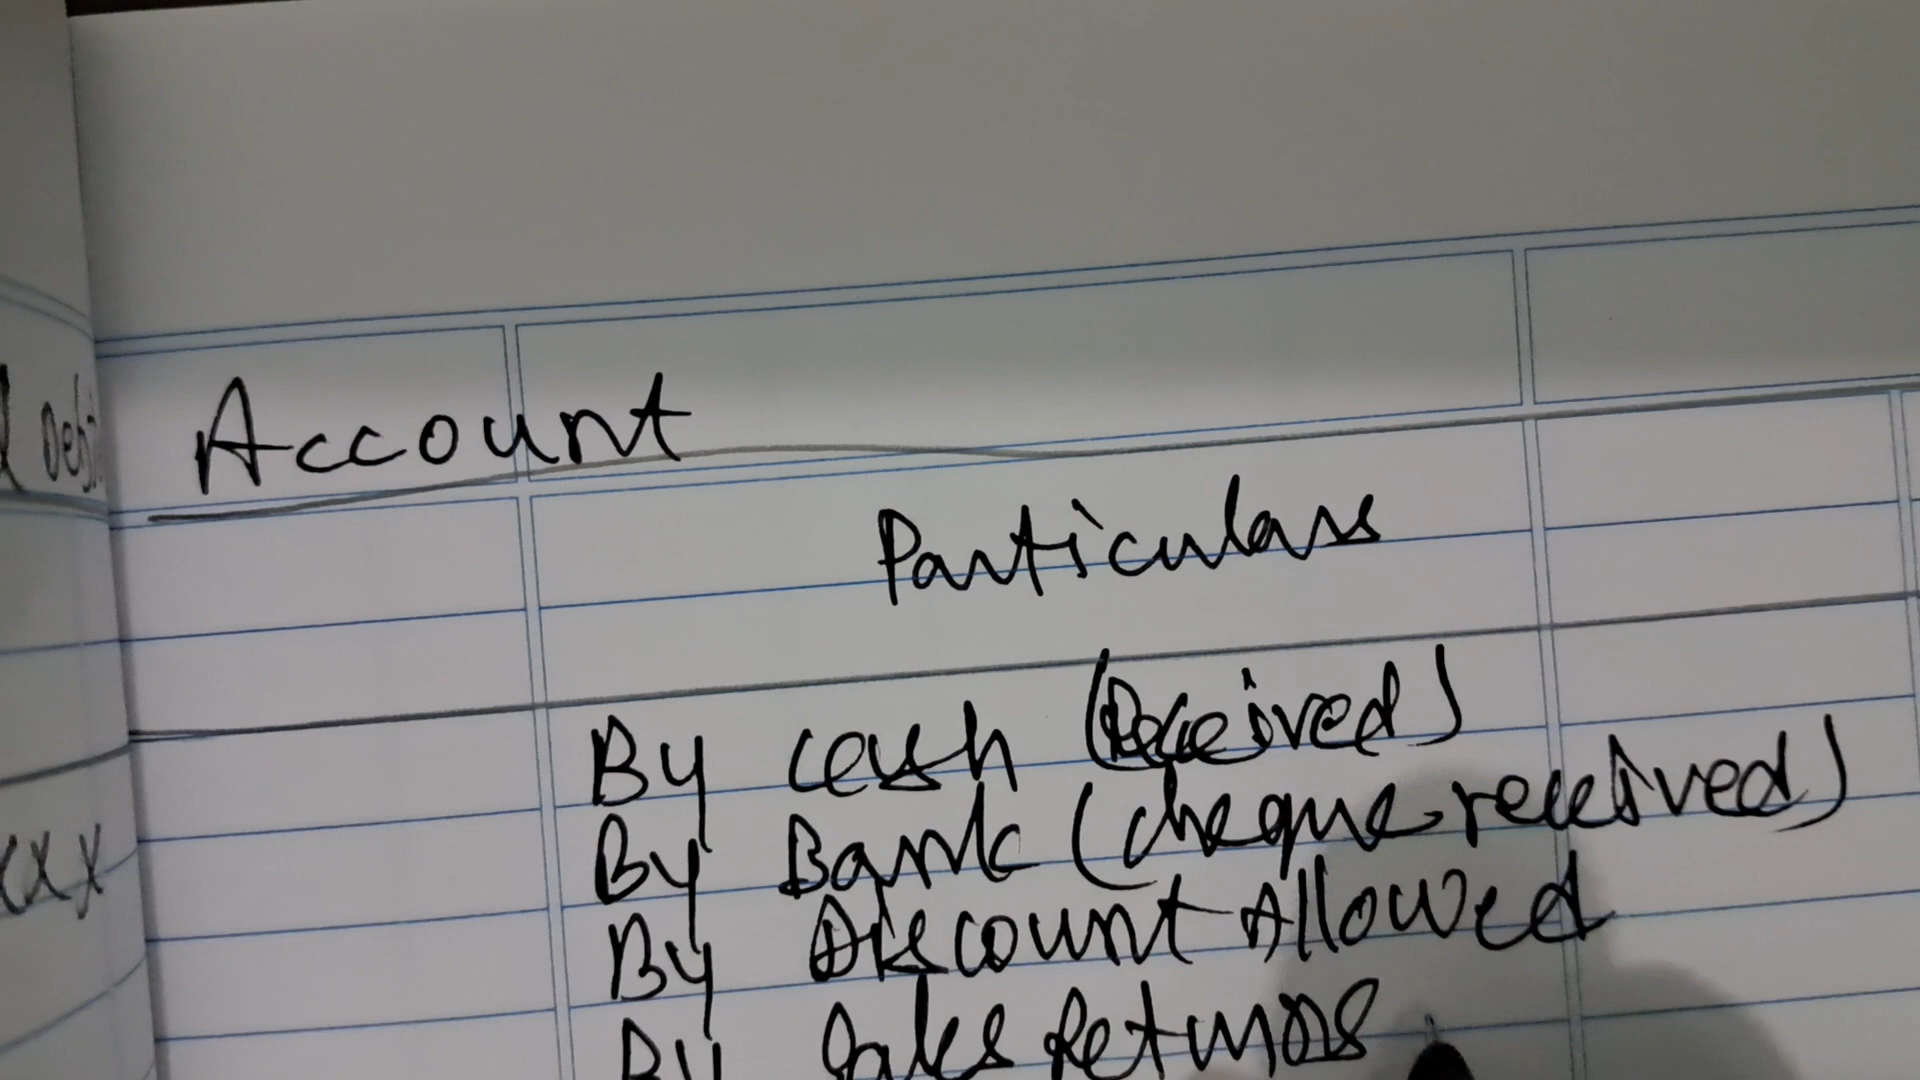 Account
Particulars
By cash (Received)
By Bank (cheque received)
By Discount Allowed
By Sales Returns